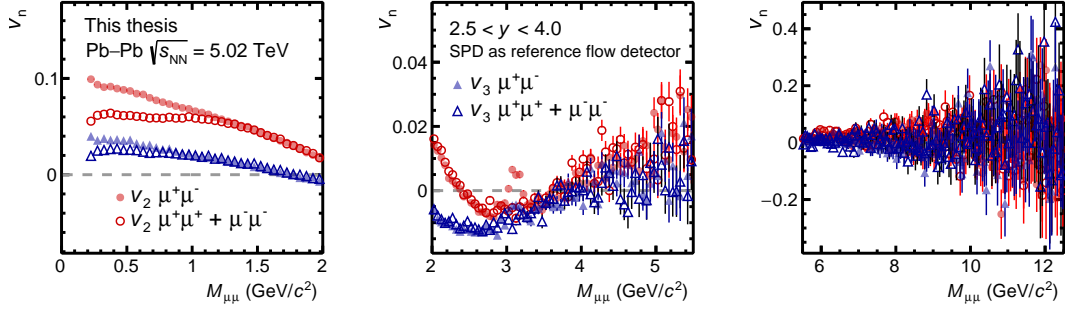 v_n
This thesis
Pb–Pb √s_NN = 5.02 TeV
0.1
0
v_2 μ⁺μ⁻
v_2 μ⁺μ⁺ + μ⁻μ⁻
0 0.5 1 1.5 2
M_μμ (GeV/c²)
v_n
2.5 < y < 4.0
SPD as reference flow detector
v_3 μ⁺μ⁻
v_3 μ⁺μ⁺ + μ⁻μ⁻
0.04
0.02
0
2 3 4 5
M_μμ (GeV/c²)
v_n
0.4
0.2
0
−0.2
6 8 10 12
M_μμ (GeV/c²)